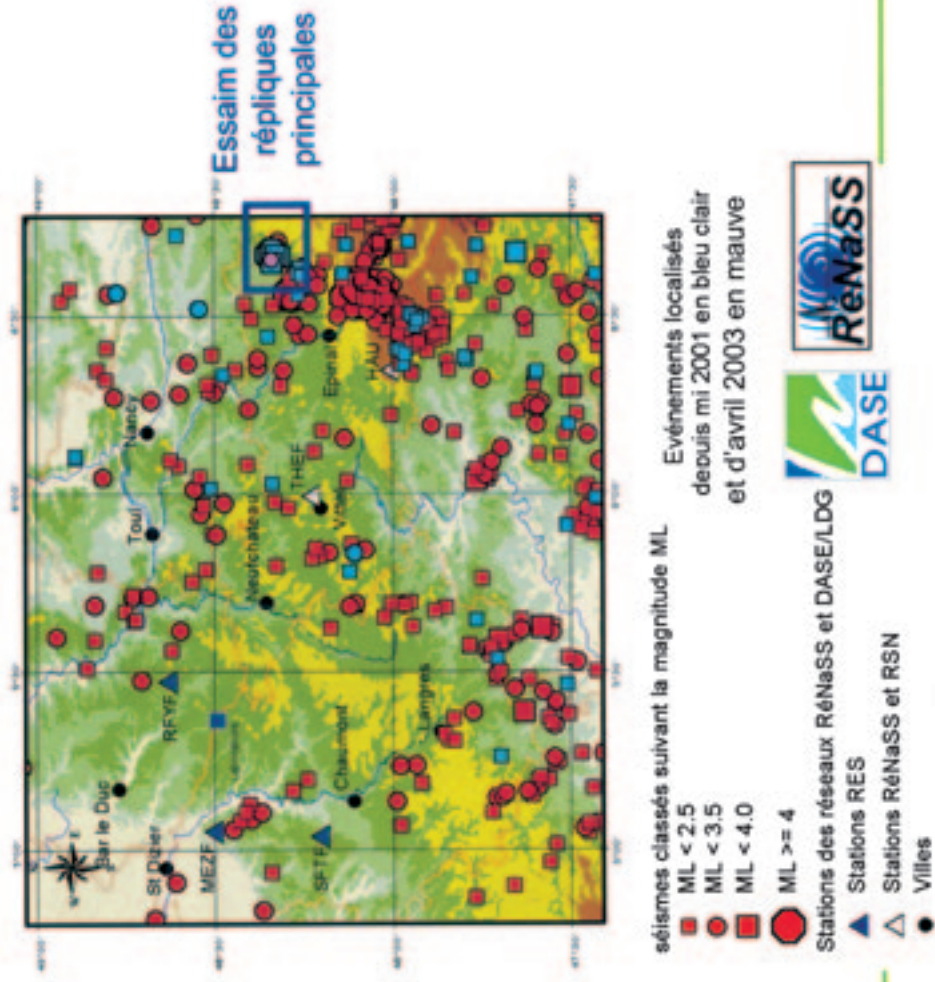 Essaim des
répliques
principales
Bar le Duc
St Dizier
MEZF
RFYF
SFTF
Chaumont
Langres
Toul
Nancy
Neufchateau
THEF
Vittel
Epinal
HAU
séismes classés suivant la magnitude ML
ML < 2.5
ML < 3.5
ML < 4.0
ML >= 4
Stations des réseaux RéNaSS et DASE/LDG
Stations RES
Stations RéNaSS et RSN
Villes
Evénements localisés
depuis mi 2001 en bleu clair
et d'avril 2003 en mauve
DASE
RéNaSS